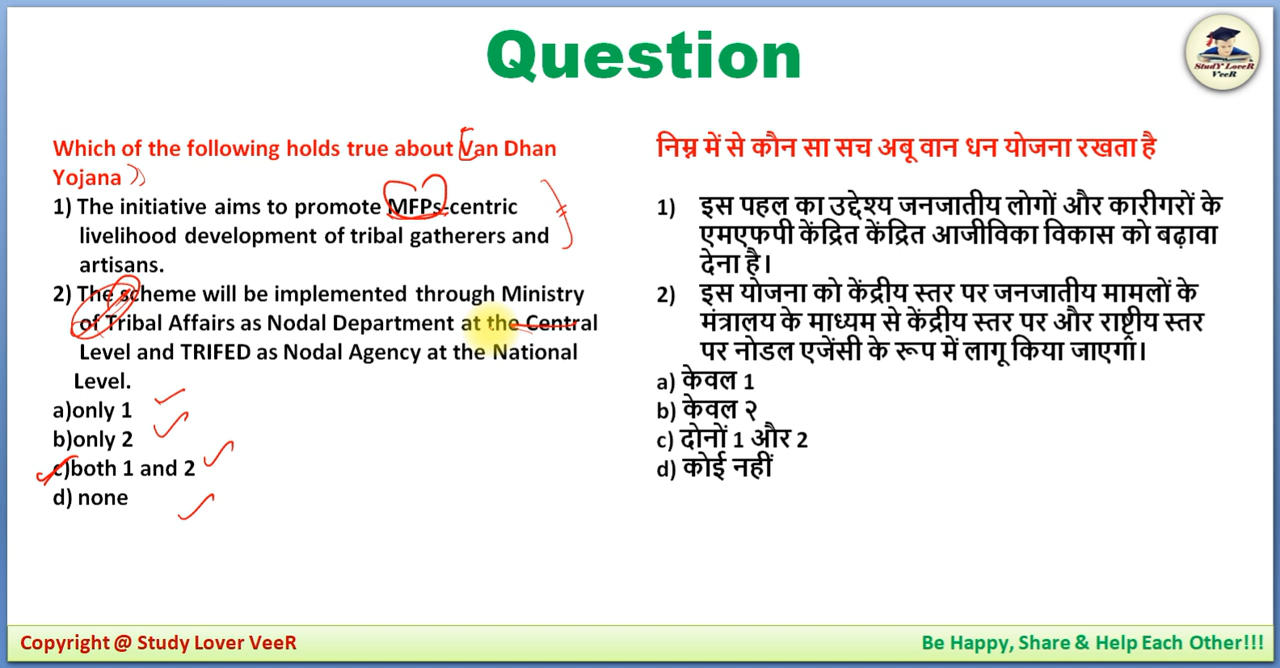 Question
StudY LoveR
VeeR
Which of the following holds true about Van Dhan
Yojana
1) The initiative aims to promote MFPs-centric
livelihood development of tribal gatherers and
artisans.
2) The scheme will be implemented through Ministry
of Tribal Affairs as Nodal Department at the Central
Level and TRIFED as Nodal Agency at the National
Level.
a)only 1
b)only 2
c)both 1 and 2
d) none
निम्न में से कौन सा सच अबू वान धन योजना रखता है
1) इस पहल का उद्देश्य जनजातीय लोगों और कारीगरों के
एमएफपी केंद्रित केंद्रित आजीविका विकास को बढ़ावा
देना है।
2) इस योजना को केंद्रीय स्तर पर जनजातीय मामलों के
मंत्रालय के माध्यम से केंद्रीय स्तर पर और राष्ट्रीय स्तर
पर नोडल एजेंसी के रूप में लागू किया जाएगा।
a) केवल 1
b) केवल २
c) दोनों 1 और 2
d) कोई नहीं
Copyright @ Study Lover VeeR
Be Happy, Share & Help Each Other!!!